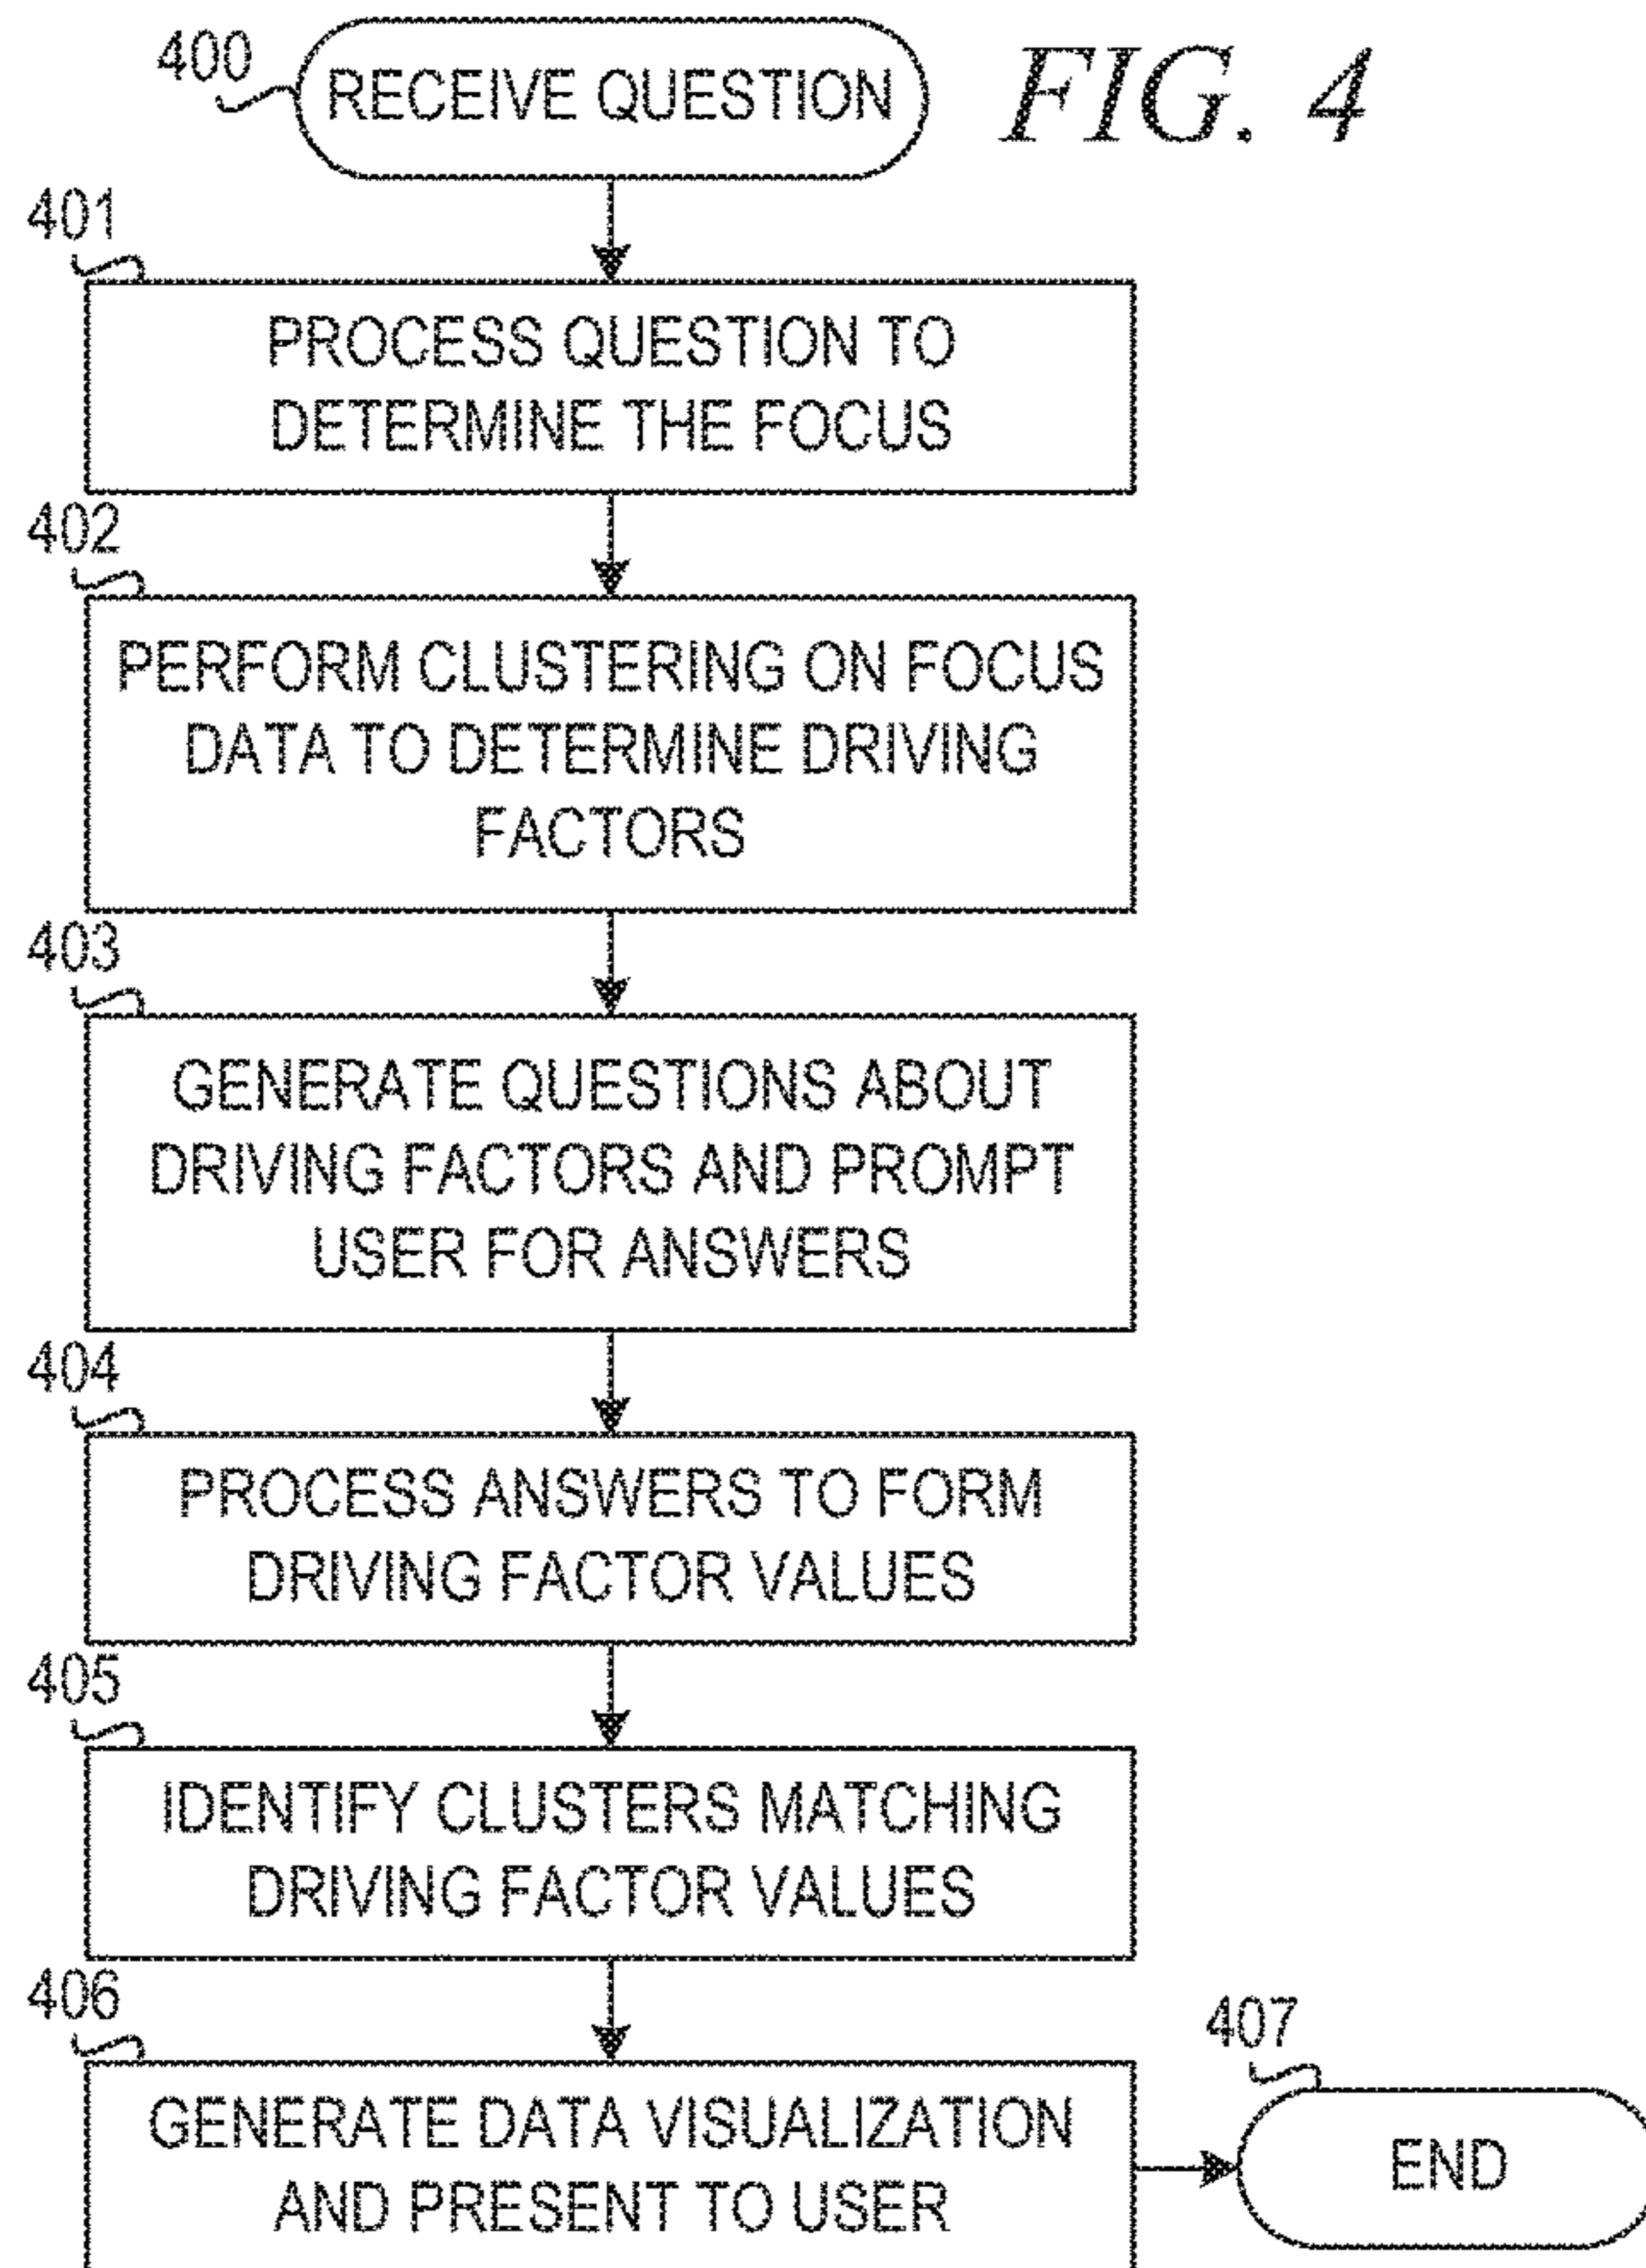 400
RECEIVE QUESTION
FIG. 4
401
PROCESS QUESTION TO
DETERMINE THE FOCUS
402
PERFORM CLUSTERING ON FOCUS
DATA TO DETERMINE DRIVING
FACTORS
403
GENERATE QUESTIONS ABOUT
DRIVING FACTORS AND PROMPT
USER FOR ANSWERS
404
PROCESS ANSWERS TO FORM
DRIVING FACTOR VALUES
405
IDENTIFY CLUSTERS MATCHING
DRIVING FACTOR VALUES
406
GENERATE DATA VISUALIZATION
AND PRESENT TO USER
407
END